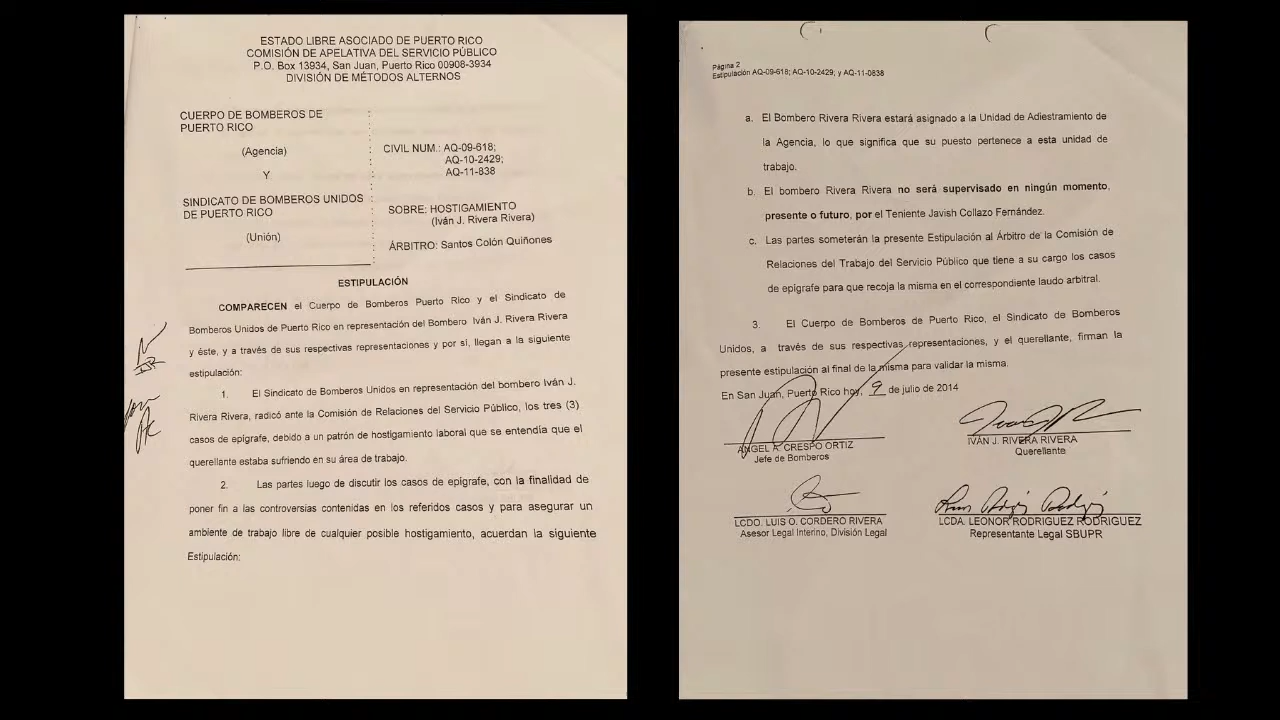 ESTADO LIBRE ASOCIADO DE PUERTO RICO
COMISIÓN DE APELATIVA DEL SERVICIO PÚBLICO
P.O. Box 13934, San Juan, Puerto Rico 00908-3934
DIVISIÓN DE MÉTODOS ALTERNOS
CUERPO DE BOMBEROS DE
PUERTO RICO
(Agencia)
Y
SINDICATO DE BOMBEROS UNIDOS
DE PUERTO RICO
(Unión)
CIVIL NUM.: AQ-09-618;
AQ-10-2429;
AQ-11-838
SOBRE: HOSTIGAMIENTO
(Iván J. Rivera Rivera)
ÁRBITRO: Santos Colón Quiñones
ESTIPULACIÓN
COMPARECEN el Cuerpo de Bomberos Puerto Rico y el Sindicato de
Bomberos Unidos de Puerto Rico en representación del Bombero Iván J. Rivera Rivera
y éste, y a través de sus respectivas representaciones y por si, llegan a la siguiente
estipulación:
1. El Sindicato de Bomberos Unidos en representación del bombero Iván J.
Rivera Rivera, radicó ante la Comisión de Relaciones del Servicio Público, los tres (3)
casos de epígrafe, debido a un patrón de hostigamiento laboral que se entendía que el
querellante estaba sufriendo en su área de trabajo.
2. Las partes luego de discutir los casos de epígrafe, con la finalidad de
poner fin a las controversias contenidas en los referidos casos y para asegurar un
ambiente de trabajo libre de cualquier posible hostigamiento, acuerdan la siguiente
Estipulación:
Página 2
Estipulación AQ-09-618; AQ-10-2429; y AQ-11-0838
a. El Bombero Rivera Rivera estará asignado a la Unidad de Adiestramiento de
la Agencia, lo que significa que su puesto pertenece a esta unidad de
trabajo.
b. El bombero Rivera Rivera no será supervisado en ningún momento,
presente o futuro, por el Teniente Javish Collazo Fernández.
c. Las partes someterán la presente Estipulación al Árbitro de la Comisión de
Relaciones del Trabajo del Servicio Público que tiene a su cargo los casos
de epígrafe para que recoja la misma en el correspondiente laudo arbitral.
3. El Cuerpo de Bomberos de Puerto Rico, el Sindicato de Bomberos
Unidos, a través de sus respectivas representaciones, y el querellante, firman la
presente estipulación al final de la misma para validar la misma.
En San Juan, Puerto Rico hoy, 9 de julio de 2014
ANGEL A. CRESPO ORTIZ
Jefe de Bomberos
IVÁN J. RIVERA RIVERA
Querellante
LCDO. LUIS O. CORDERO RIVERA
Asesor Legal Interino, División Legal
LCDA. LEONOR RODRIGUEZ RODRIGUEZ
Representante Legal SBUPR